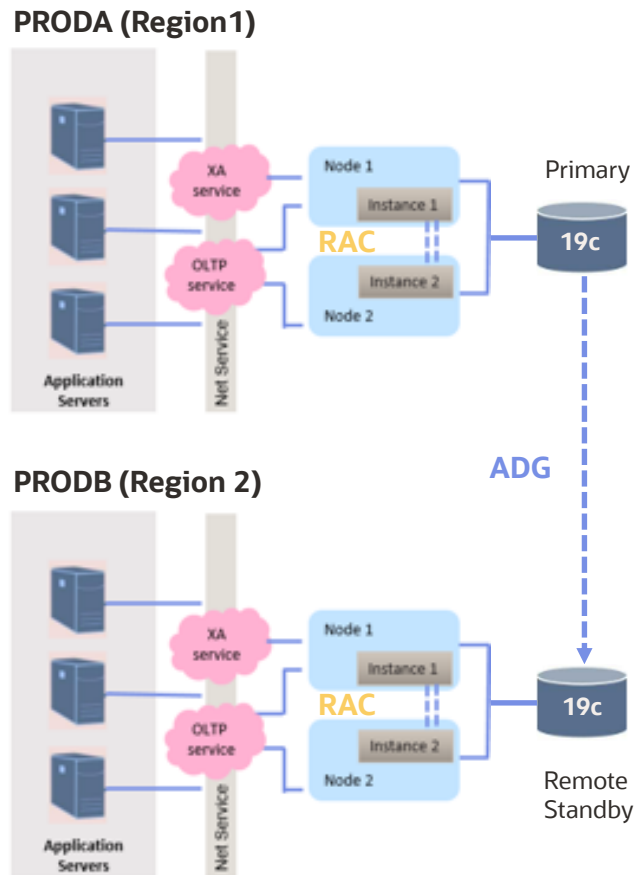 PRODA (Region1)
XA
service
OLTP
service
Application
Servers
Net Service
Node 1
Instance 1
RAC
Instance 2
Node 2
Primary
19c
ADG
PRODB (Region 2)
XA
service
OLTP
service
Application
Servers
Net Service
Node 1
Instance 1
RAC
Instance 2
Node 2
19c
Remote
Standby